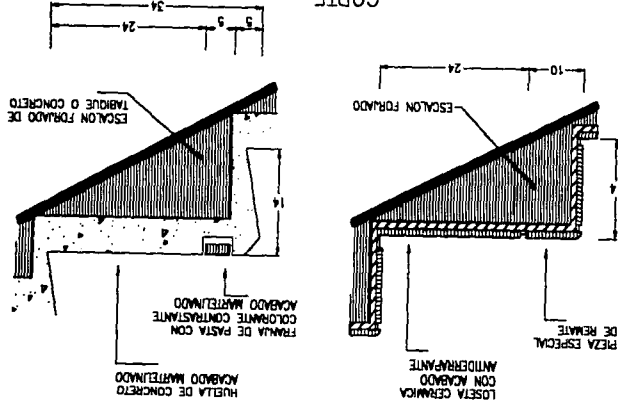 CORTE
34
24
5
5
24
10
ESCALON FORJADO DE
TABIQUE O CONCRETO
ESCALON FORJADO
14
4
FRANJA DE PASTA CON
COLORANTE CONTRASTANTE
ACABADO MARTELINADO
HUELLA DE CONCRETO
ACABADO MARTELINADO
PIEZA ESPECIAL
DE REMATE
LOSETA CERAMICA
CON ACABADO
ANTIDERRAPANTE